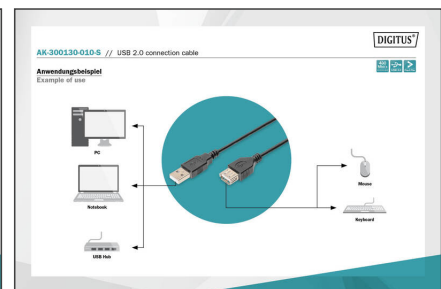 DIGITUS®
AK-300130-010-S // USB 2.0 connection cable
Anwendungsbeispiel
Example of use
PC
Notebook
USB Hub
Mouse
Keyboard